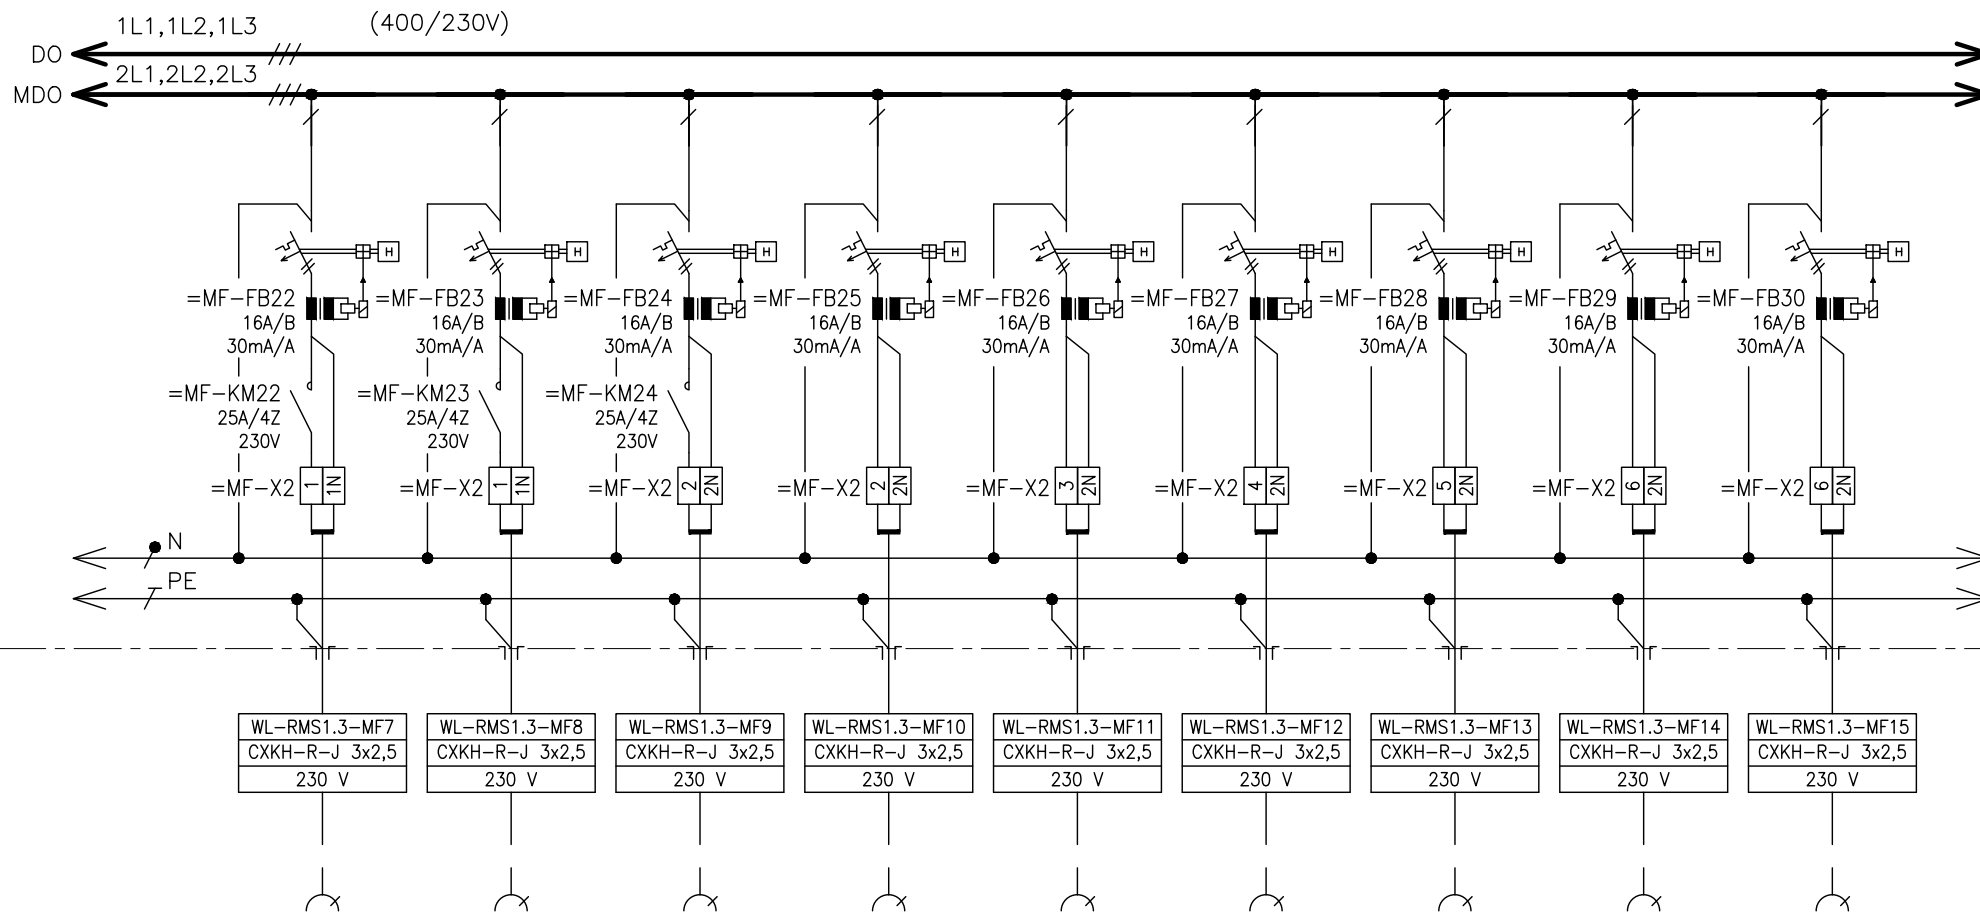 1L1,1L2,1L3 (400/230V)
DO
2L1,2L2,2L3
MDO
H H H H H H H H H
=MF-FB22 =MF-FB23 =MF-FB24 =MF-FB25 =MF-FB26 =MF-FB27 =MF-FB28 =MF-FB29 =MF-FB30
16A/B 16A/B 16A/B 16A/B 16A/B 16A/B 16A/B 16A/B 16A/B
30mA/A 30mA/A 30mA/A 30mA/A 30mA/A 30mA/A 30mA/A 30mA/A 30mA/A
=MF-KM22 =MF-KM23 =MF-KM24
25A/4Z 25A/4Z 25A/4Z
230V 230V 230V
=MF-X2 1 1N =MF-X2 1 1N =MF-X2 2 2N =MF-X2 2 2N =MF-X2 3 2N =MF-X2 4 2N =MF-X2 5 2N =MF-X2 6 2N =MF-X2 6 2N
N
PE
WL-RMS1.3-MF7 WL-RMS1.3-MF8 WL-RMS1.3-MF9 WL-RMS1.3-MF10 WL-RMS1.3-MF11 WL-RMS1.3-MF12 WL-RMS1.3-MF13 WL-RMS1.3-MF14 WL-RMS1.3-MF15
CXKH-R-J 3x2,5 CXKH-R-J 3x2,5 CXKH-R-J 3x2,5 CXKH-R-J 3x2,5 CXKH-R-J 3x2,5 CXKH-R-J 3x2,5 CXKH-R-J 3x2,5 CXKH-R-J 3x2,5 CXKH-R-J 3x2,5
230 V 230 V 230 V 230 V 230 V 230 V 230 V 230 V 230 V